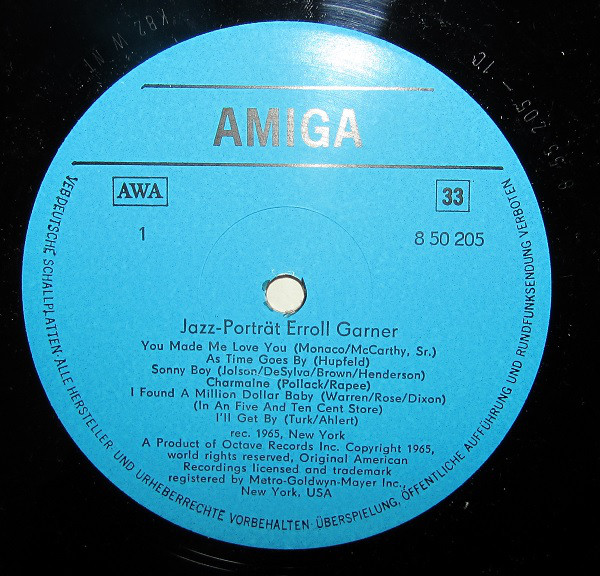 AMIGA
AWA
33
1
8 50 205
Jazz-Porträt Erroll Garner
You Made Me Love You (Monaco/McCarthy, Sr.)
As Time Goes By (Hupfeld)
Sonny Boy (Jolson/DeSylva/Brown/Henderson)
Charmaine (Pollack/Rapee)
I Found A Million Dollar Baby (Warren/Rose/Dixon)
(In An Five And Ten Cent Store)
I'll Get By (Turk/Ahlert)
rec. 1965, New York
A Product of Octave Records Inc. Copyright 1965,
world rights reserved, Original American
Recordings licensed and trademark
registered by Metro-Goldwyn-Mayer Inc.,
New York, USA
VEB DEUTSCHE SCHALLPLATTEN · ALLE HERSTELLER- UND URHEBERRECHTE VORBEHALTEN · ÜBERSPIELUNG, ÖFFENTLICHE AUFFÜHRUNG UND RUNDFUNKSENDUNG VERBOTEN